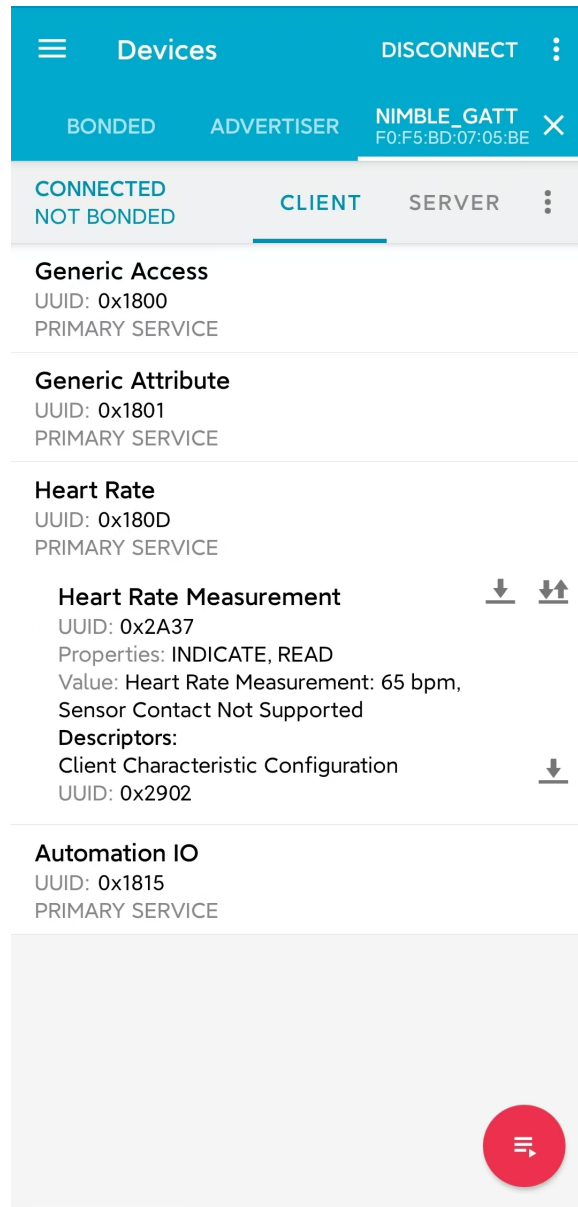 Devices
DISCONNECT
BONDED
ADVERTISER
NIMBLE_GATT
F0:F5:BD:07:05:BE
CONNECTED
NOT BONDED
CLIENT
SERVER
Generic Access
UUID: 0x1800
PRIMARY SERVICE
Generic Attribute
UUID: 0x1801
PRIMARY SERVICE
Heart Rate
UUID: 0x180D
PRIMARY SERVICE
Heart Rate Measurement
UUID: 0x2A37
Properties: INDICATE, READ
Value: Heart Rate Measurement: 65 bpm,
Sensor Contact Not Supported
Descriptors:
Client Characteristic Configuration
UUID: 0x2902
Automation IO
UUID: 0x1815
PRIMARY SERVICE